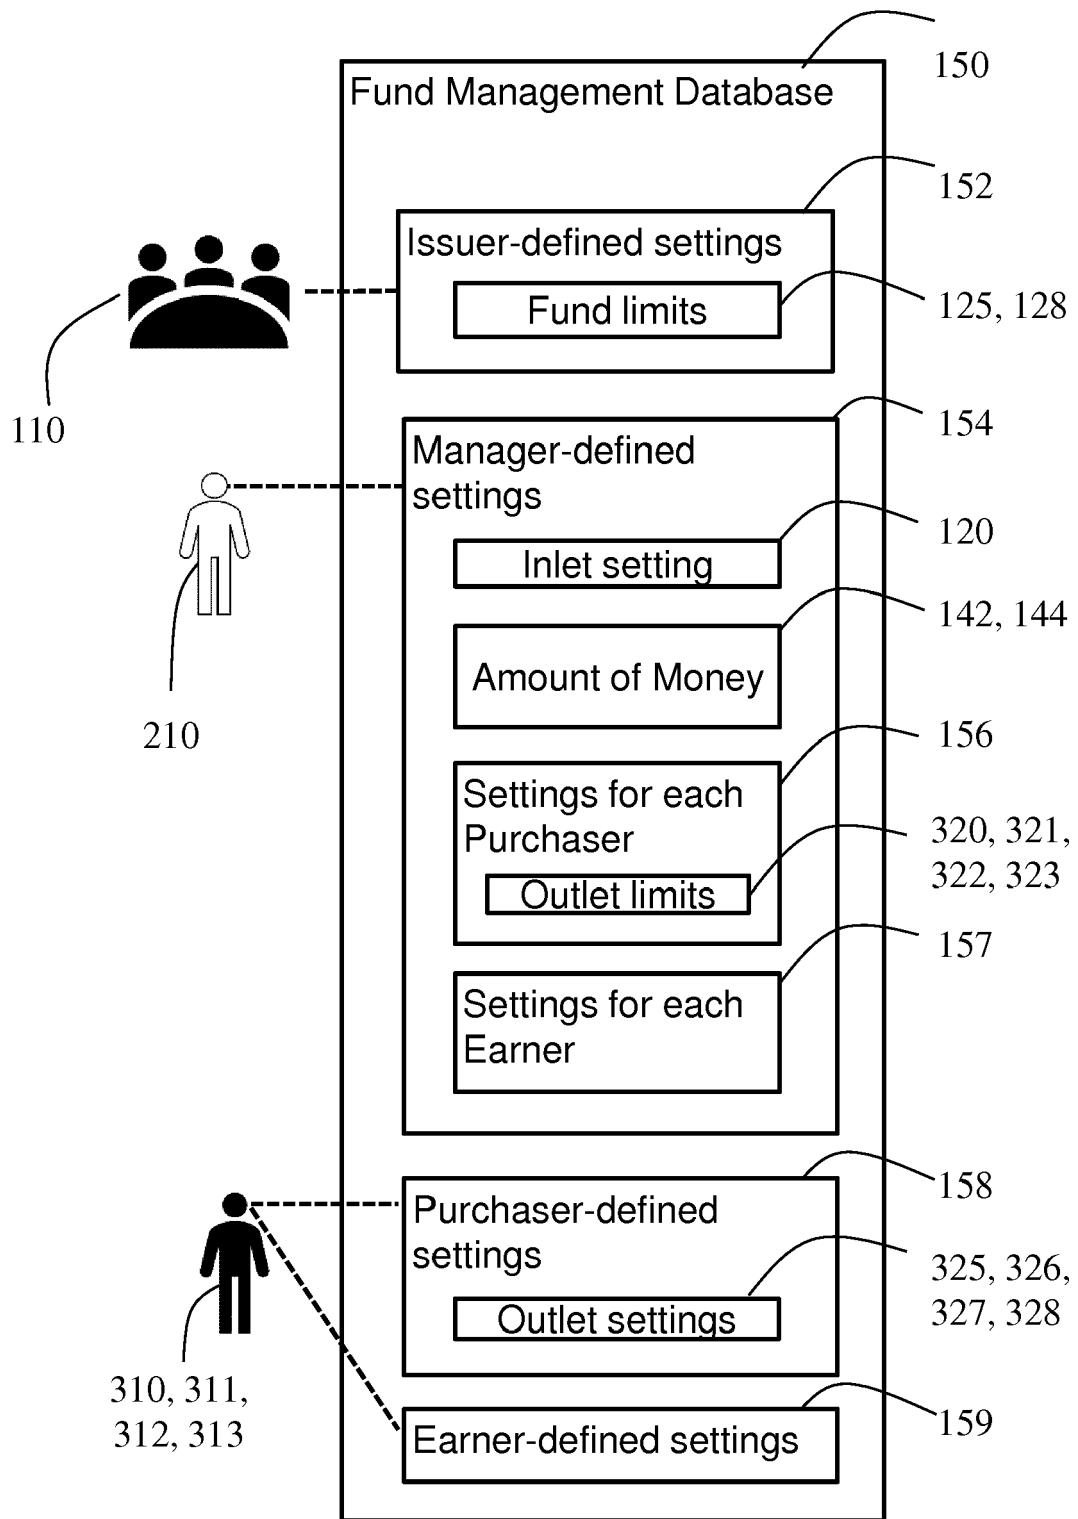 150
Fund Management Database
152
Issuer-defined settings
Fund limits
125, 128
110
154
Manager-defined
settings
120
Inlet setting
142, 144
Amount of Money
210
156
Settings for each
Purchaser
320, 321,
322, 323
Outlet limits
157
Settings for each
Earner
158
Purchaser-defined
settings
325, 326,
327, 328
Outlet settings
310, 311,
312, 313
159
Earner-defined settings